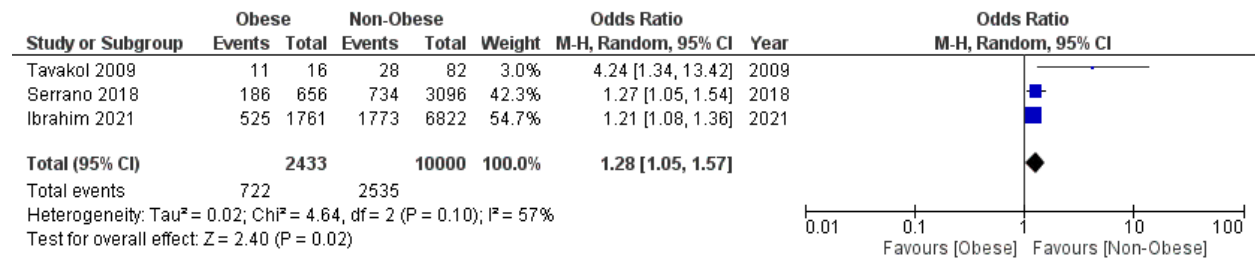 Obese Non-Obese Odds Ratio Odds Ratio
Study or Subgroup Events Total Events Total Weight M-H, Random, 95% CI Year M-H, Random, 95% CI
Tavakol 2009 11 16 28 82 3.0% 4.24 [1.34, 13.42] 2009
Serrano 2018 186 656 734 3096 42.3% 1.27 [1.05, 1.54] 2018
Ibrahim 2021 525 1761 1773 6822 54.7% 1.21 [1.08, 1.36] 2021
Total (95% CI) 2433 10000 100.0% 1.28 [1.05, 1.57]
Total events 722 2535
Heterogeneity: Tau² = 0.02; Chi² = 4.64, df = 2 (P = 0.10); I² = 57%
Test for overall effect: Z = 2.40 (P = 0.02)
0.01 0.1 1 10 100
Favours [Obese] Favours [Non-Obese]